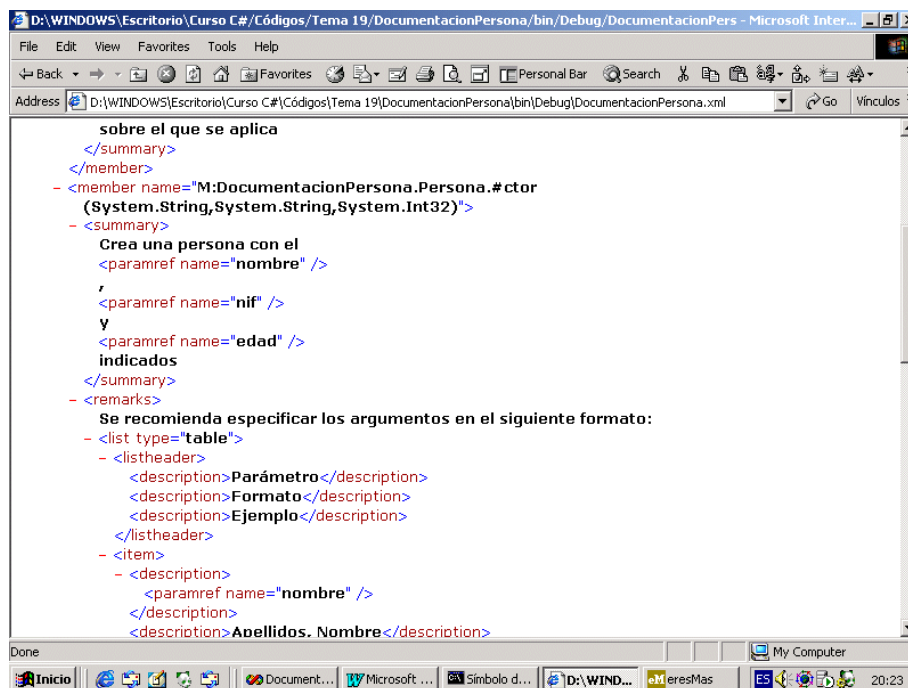 D:\WINDOWS\Escritorio\Curso C#/Códigos/Tema 19/DocumentacionPersona/bin/Debug/DocumentacionPers - Microsoft Inter...
File Edit View Favorites Tools Help
Back Favorites Personal Bar Search
Address D:\WINDOWS\Escritorio\Curso C#\Códigos\Tema 19\DocumentacionPersona\bin\Debug\DocumentacionPersona.xml Go Vínculos
sobre el que se aplica
</summary>
</member>
- <member name="M:DocumentacionPersona.Persona.#ctor
(System.String,System.String,System.Int32)">
- <summary>
Crea una persona con el
<paramref name="nombre" />
,
<paramref name="nif" />
y
<paramref name="edad" />
indicados
</summary>
- <remarks>
Se recomienda especificar los argumentos en el siguiente formato:
- <list type="table">
- <listheader>
<description>Parámetro</description>
<description>Formato</description>
<description>Ejemplo</description>
</listheader>
- <item>
- <description>
<paramref name="nombre" />
</description>
<description>Apellidos, Nombre</description>
Done My Computer
Inicio Document... Microsoft ... Símbolo d... D:\WIND... eM eresMas ES 20:23